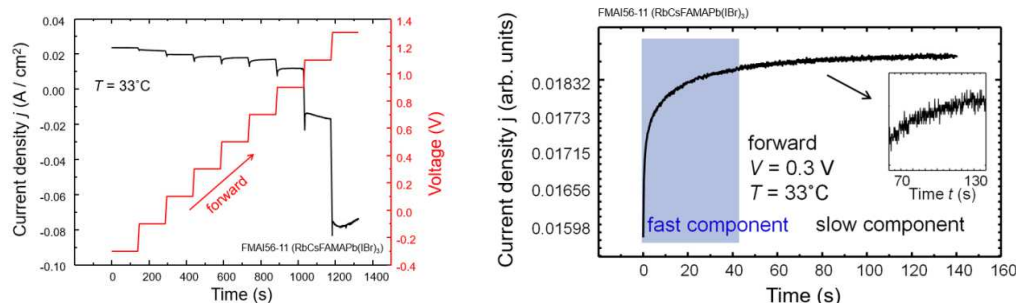 0.04
0.02
0.00
-0.02
-0.04
-0.06
-0.08
-0.10
Current density j (A / cm²)
T = 33°C
forward
FMAI56-11 (RbCsFAMAPb(IBr)₃)
0 200 400 600 800 1000 1200 1400
Time (s)
1.4
1.2
1.0
0.8
0.6
0.4
0.2
0.0
-0.2
-0.4
Voltage (V)
FMAI56-11 (RbCsFAMAPb(IBr)₃)
0.01832
0.01773
0.01715
0.01656
0.01598
Current density j (arb. units)
forward
V = 0.3 V
T = 33°C
fast component slow component
70 130
Time t (s)
-20 0 20 40 60 80 100 120 140 160
Time (s)